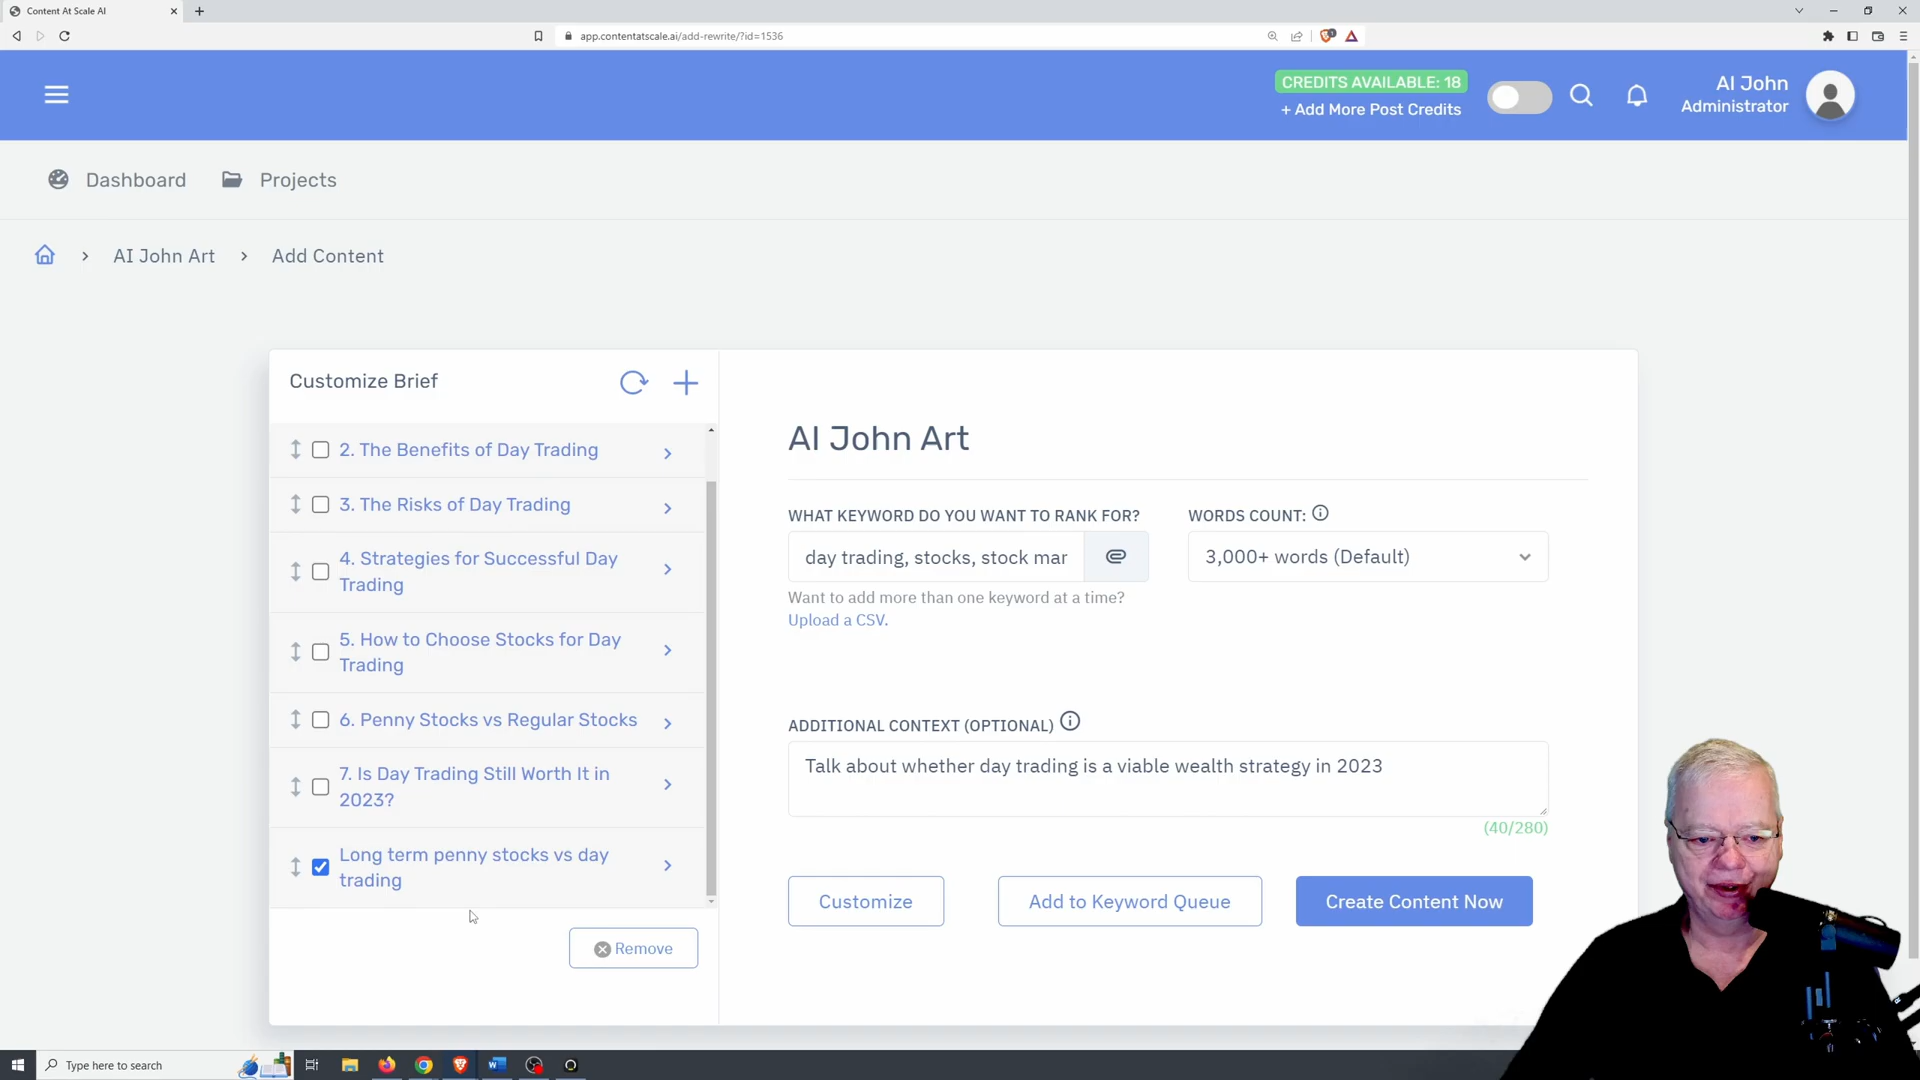 Content At Scale AI
app.contentatscale.ai/add-rewrite/?id=1536
CREDITS AVAILABLE: 18
+ Add More Post Credits
AI John
Administrator
Dashboard
Projects
AI John Art
Add Content
Customize Brief
2. The Benefits of Day Trading
3. The Risks of Day Trading
4. Strategies for Successful Day
Trading
5. How to Choose Stocks for Day
Trading
6. Penny Stocks vs Regular Stocks
7. Is Day Trading Still Worth It in
2023?
Long term penny stocks vs day
trading
Remove
AI John Art
WHAT KEYWORD DO YOU WANT TO RANK FOR?
day trading, stocks, stock mar
Want to add more than one keyword at a time?
Upload a CSV.
WORDS COUNT:
3,000+ words (Default)
ADDITIONAL CONTEXT (OPTIONAL)
Talk about whether day trading is a viable wealth strategy in 2023
(40/280)
Customize
Add to Keyword Queue
Create Content Now
Type here to search